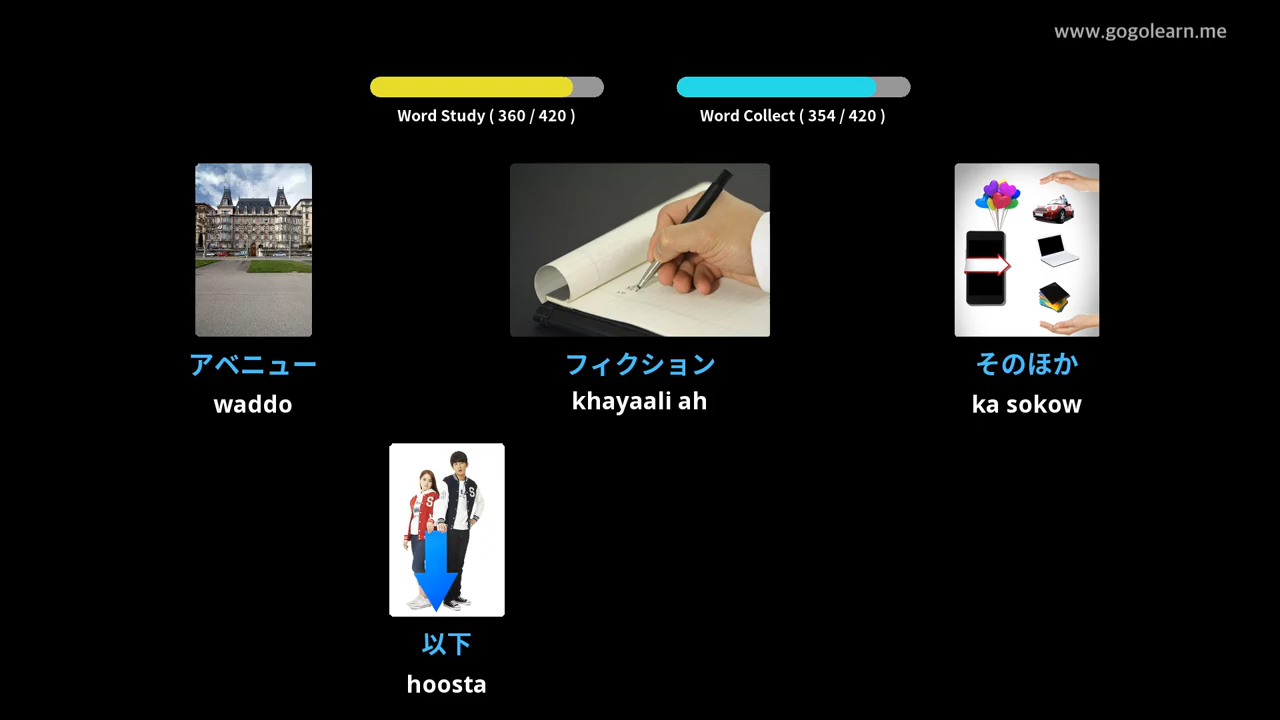 www.gogolearn.me
Word Study ( 360 / 420 )
Word Collect ( 354 / 420 )
アベニュー
waddo
フィクション
khayaali ah
そのほか
ka sokow
以下
hoosta